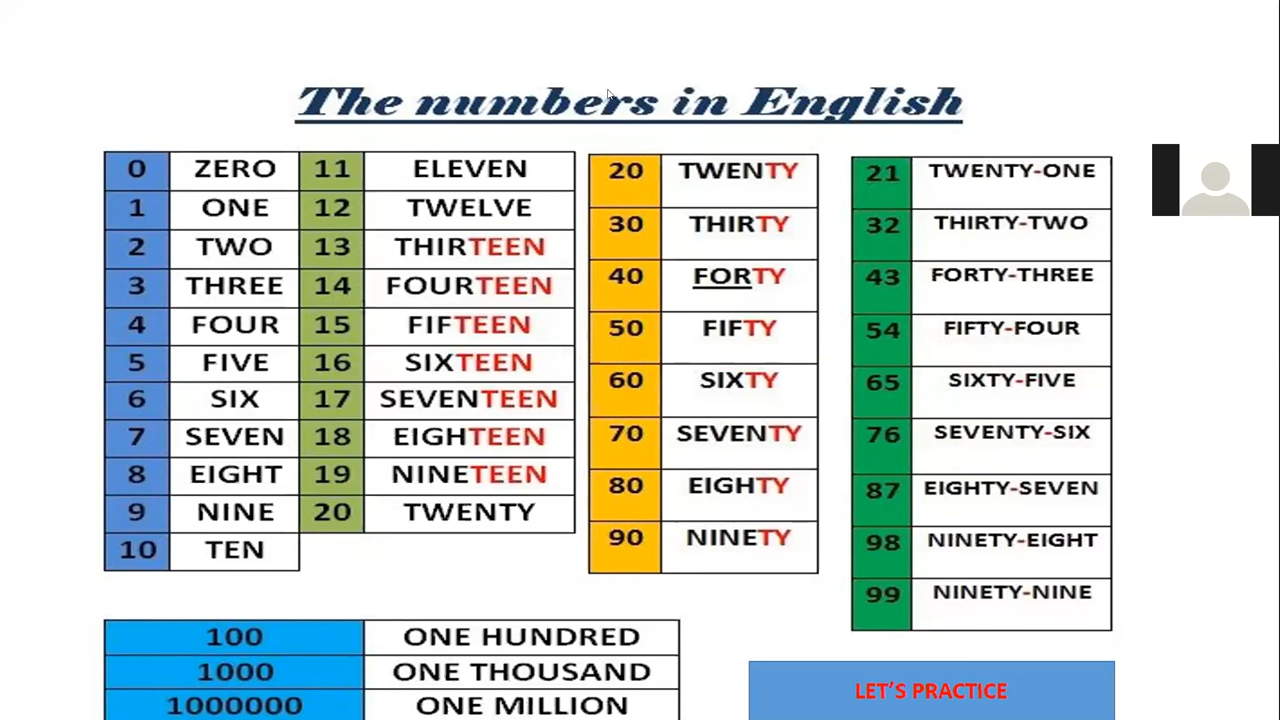 The numbers in English
0 ZERO 11 ELEVEN
1 ONE 12 TWELVE
2 TWO 13 THIRTEEN
3 THREE 14 FOURTEEN
4 FOUR 15 FIFTEEN
5 FIVE 16 SIXTEEN
6 SIX 17 SEVENTEEN
7 SEVEN 18 EIGHTEEN
8 EIGHT 19 NINETEEN
9 NINE 20 TWENTY
10 TEN
20 TWENTY
30 THIRTY
40 FORTY
50 FIFTY
60 SIXTY
70 SEVENTY
80 EIGHTY
90 NINETY
21 TWENTY-ONE
32 THIRTY-TWO
43 FORTY-THREE
54 FIFTY-FOUR
65 SIXTY-FIVE
76 SEVENTY-SIX
87 EIGHTY-SEVEN
98 NINETY-EIGHT
99 NINETY-NINE
100 ONE HUNDRED
1000 ONE THOUSAND
1000000 ONE MILLION
LET'S PRACTICE